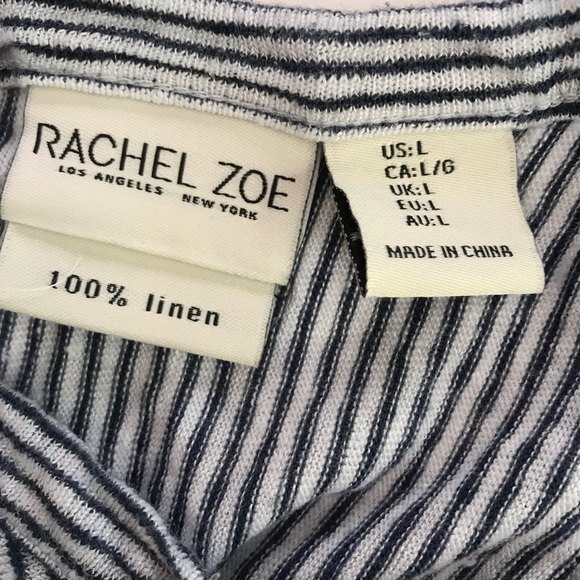 RACHEL ZOE
LOS ANGELES NEW YORK
100% linen
US: L
CA: L/G
UK: L
EU: L
AU: L
MADE IN CHINA